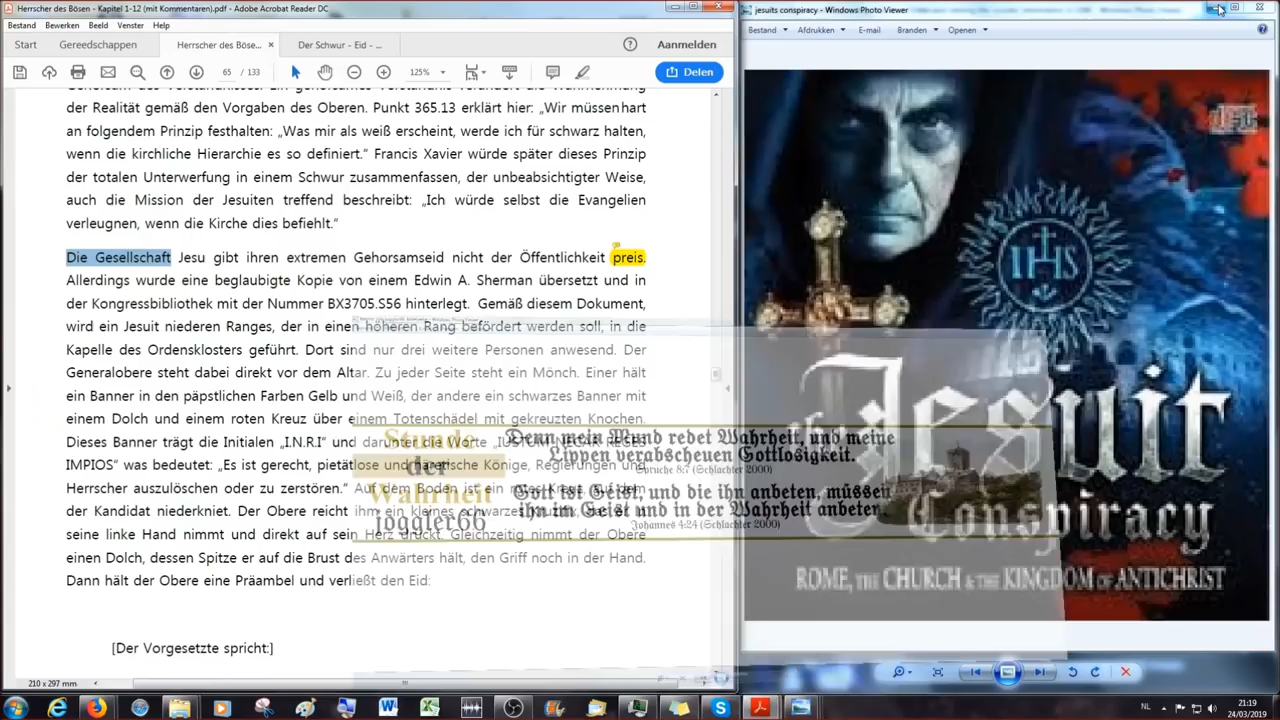 Herrscher des Bösen - Kapitel 1-12 (mit Kommentaren).pdf - Adobe Acrobat Reader DC
Bestand Bewerken Beeld Venster Help
Start Gereedschappen Herrscher des Böse... × Der Schwur - Eid - ... Aanmelden
65 / 133 125% Delen
der Realität gemäß den Vorgaben des Oberen. Punkt 365.13 erklärt hier: „Wir müssen hart
an folgendem Prinzip festhalten: „Was mir als weiß erscheint, werde ich für schwarz halten,
wenn die kirchliche Hierarchie es so definiert.“ Francis Xavier würde später dieses Prinzip
der totalen Unterwerfung in einem Schwur zusammenfassen, der unbeabsichtigter Weise,
auch die Mission der Jesuiten treffend beschreibt: „Ich würde selbst die Evangelien
verleugnen, wenn die Kirche dies befiehlt.“
Die Gesellschaft Jesu gibt ihren extremen Gehorsamseid nicht der Öffentlichkeit preis.
Allerdings wurde eine beglaubigte Kopie von einem Edwin A. Sherman übersetzt und in
der Kongressbibliothek mit der Nummer BX3705.S56 hinterlegt. Gemäß diesem Dokument,
wird ein Jesuit niederen Ranges, der in einen höheren Rang befördert werden soll, in die
Kapelle des Ordensklosters geführt. Dort sind nur drei weitere Personen anwesend. Der
Generalobere steht dabei direkt vor dem Altar. Zu jeder Seite steht ein Mönch. Einer hält
ein Banner in den päpstlichen Farben Gelb und Weiß, der andere ein schwarzes Banner mit
einem Dolch und einem roten Kreuz über einem Totenschädel mit gekreuzten Knochen.
Dieses Banner trägt die Initialen „I.N.R.I“ und darunter die Worte
IMPIOS“ was bedeutet: „Es ist gerecht, pietätlose und häretische Könige, Regierungen und
Herrscher auszulöschen oder zu zerstören.“ Auf dem Boden ist ein
der Kandidat niederkniet. Der Obere reicht ihm ein kleines schwarzes
seine linke Hand nimmt und direkt auf sein Herz drückt. Gleichzeitig nimmt der Obere
einen Dolch, dessen Spitze er auf die Brust des Anwärters hält, den Griff noch in der Hand.
Dann hält der Obere eine Präambel und verließt den Eid:
[Der Vorgesetzte spricht:]
210 x 297 mm
Stunde
der
Wahrheit
joggler66
Denn mein Mund redet Wahrheit, und meine
Lippen verabscheuen Gottlosigkeit.
Sprüche 8:7 (Schlachter 2000)
Gott ist Geist, und die ihn anbeten, müssen
ihn im Geist und in der Wahrheit anbeten.
Johannes 4:24 (Schlachter 2000)
jesuits conspiracy - Windows Photo Viewer
Bestand Afdrukken E-mail Branden Openen
IHS
Jesuit
Conspiracy
ROME, THE CHURCH & THE KINGDOM OF ANTICHRIST
NL
21:19
24/03/2019